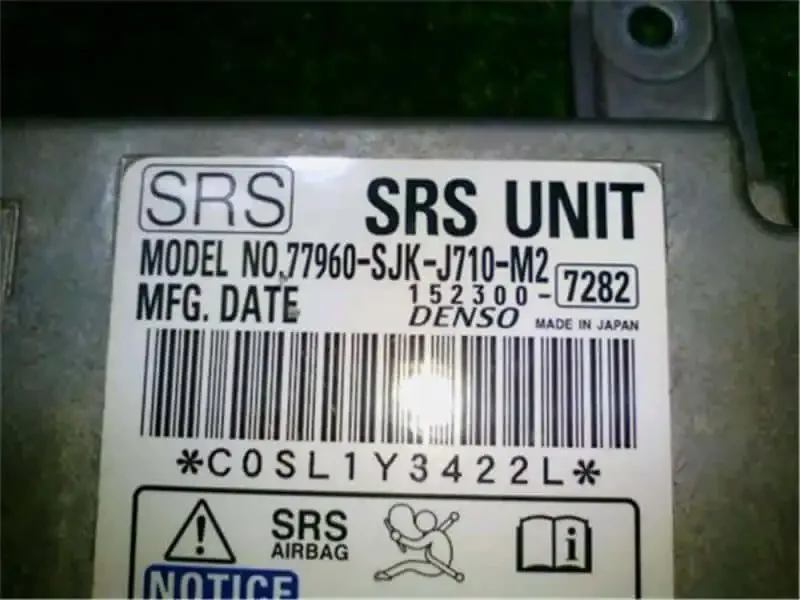 SRS SRS UNIT
MODEL NO.77960-SJK-J710-M2
MFG. DATE 152300-7282
DENSO MADE IN JAPAN
*C0SL1Y3422L*
SRS
AIRBAG
i
NOTICE